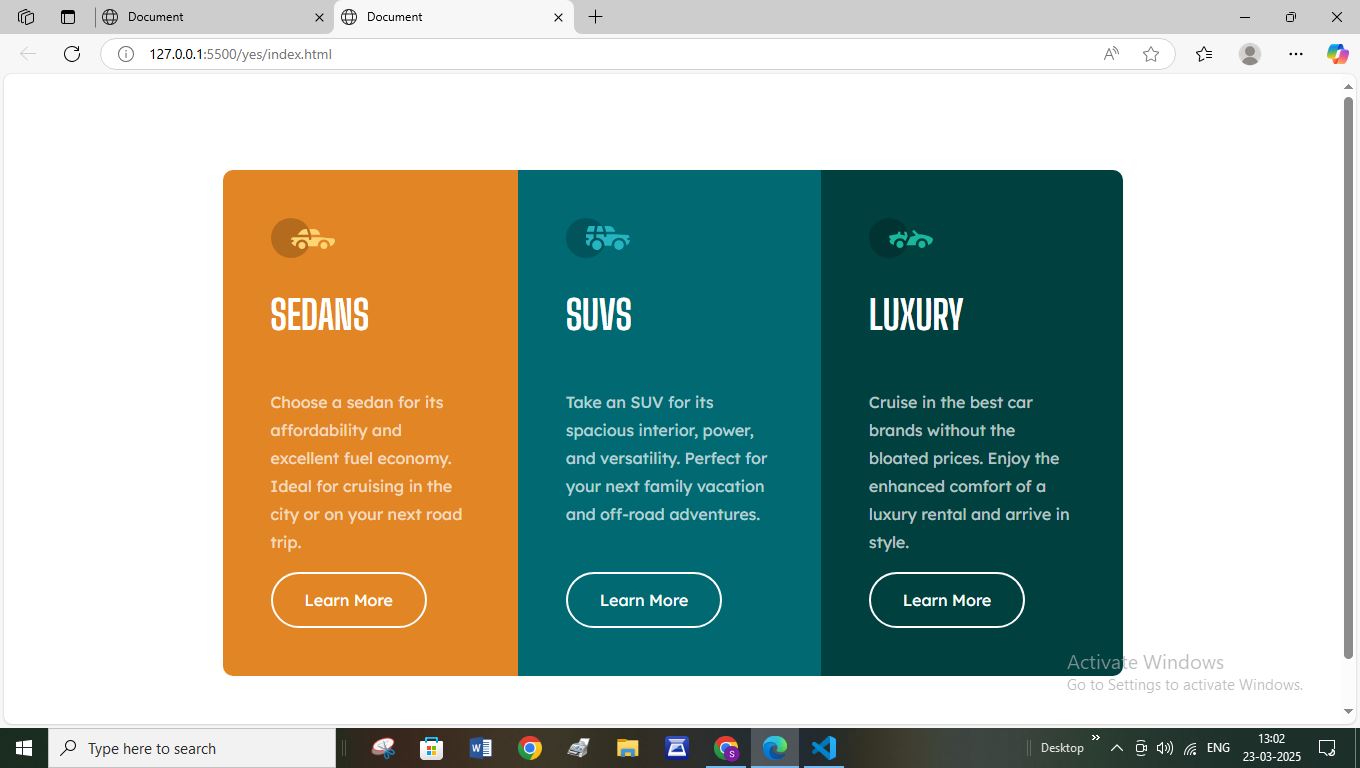 Document
Document
127.0.0.1:5500/yes/index.html
SEDANS
Choose a sedan for its
affordability and
excellent fuel economy.
Ideal for cruising in the
city or on your next road
trip.
Learn More
SUVS
Take an SUV for its
spacious interior, power,
and versatility. Perfect for
your next family vacation
and off-road adventures.
Learn More
LUXURY
Cruise in the best car
brands without the
bloated prices. Enjoy the
enhanced comfort of a
luxury rental and arrive in
style.
Learn More
Activate Windows
Go to Settings to activate Windows.
Type here to search
S
Desktop
ENG
13:02
23-03-2025